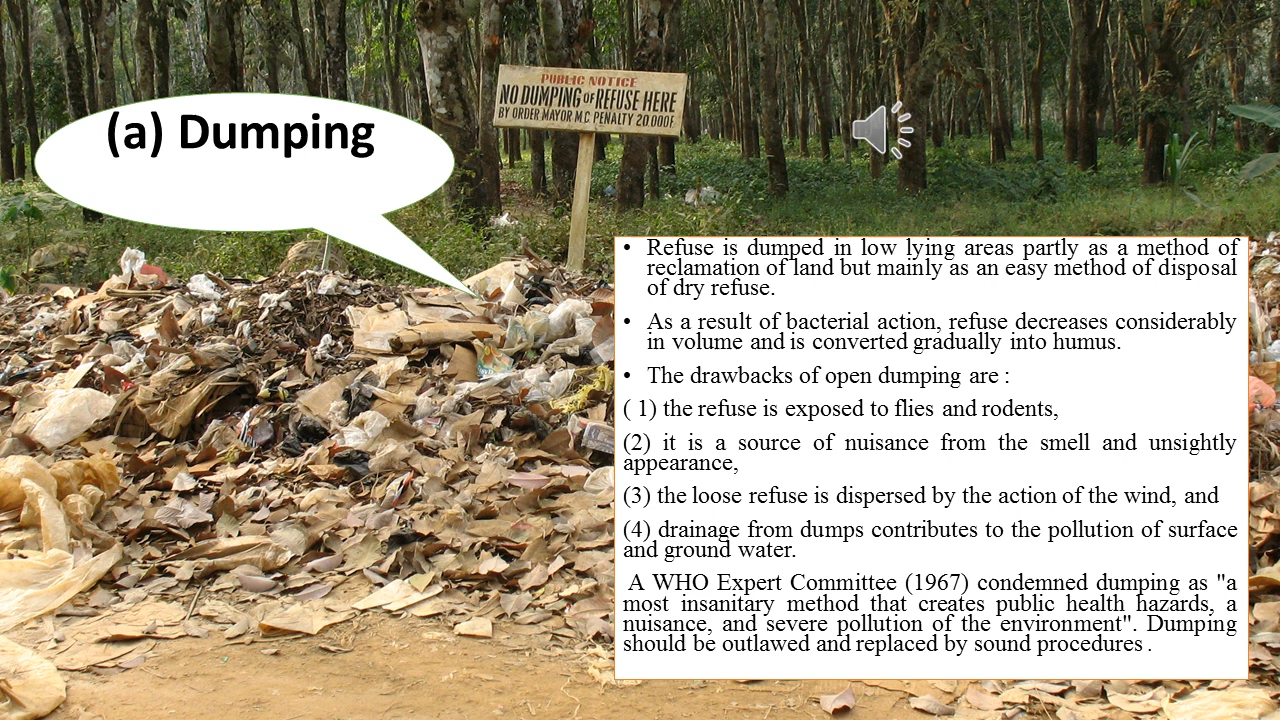 (a) Dumping
PUBLIC NOTICE
NO DUMPING OF REFUSE HERE
BY ORDER MAYOR M.C PENALTY 20.000F.
• Refuse is dumped in low lying areas partly as a method of
reclamation of land but mainly as an easy method of disposal
of dry refuse.
• As a result of bacterial action, refuse decreases considerably
in volume and is converted gradually into humus.
• The drawbacks of open dumping are :
( 1) the refuse is exposed to flies and rodents,
(2) it is a source of nuisance from the smell and unsightly
appearance,
(3) the loose refuse is dispersed by the action of the wind, and
(4) drainage from dumps contributes to the pollution of surface
and ground water.
A WHO Expert Committee (1967) condemned dumping as "a
most insanitary method that creates public health hazards, a
nuisance, and severe pollution of the environment". Dumping
should be outlawed and replaced by sound procedures .